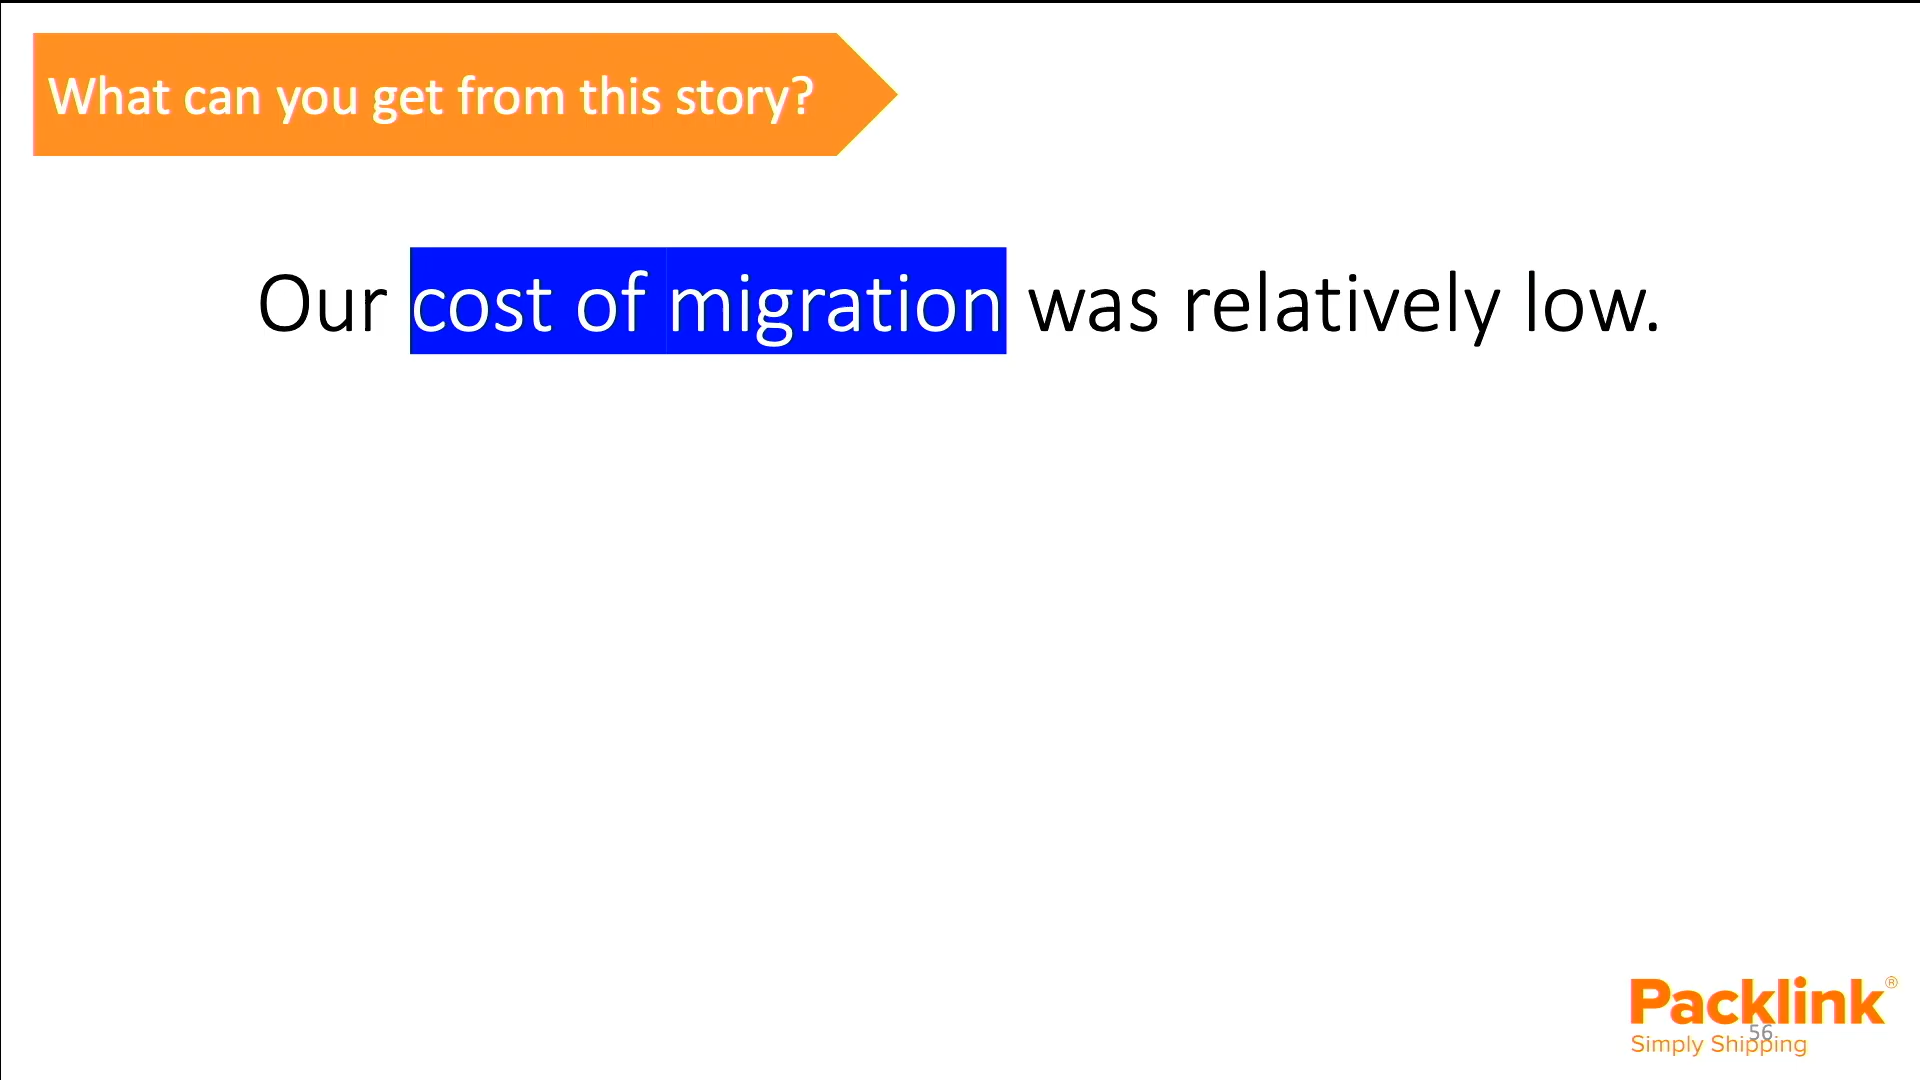 What can you get from this story?
Our cost of migration was relatively low.
Packlink®
56
Simply Shipping